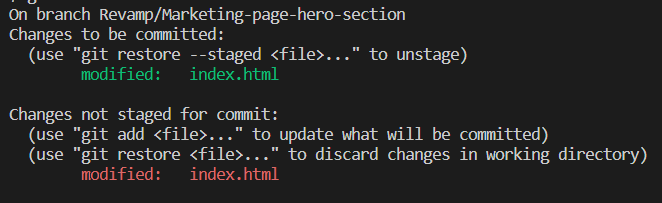 On branch Revamp/Marketing-page-hero-section
Changes to be committed:
  (use "git restore --staged <file>..." to unstage)
        modified:   index.html

Changes not staged for commit:
  (use "git add <file>..." to update what will be committed)
  (use "git restore <file>..." to discard changes in working directory)
        modified:   index.html